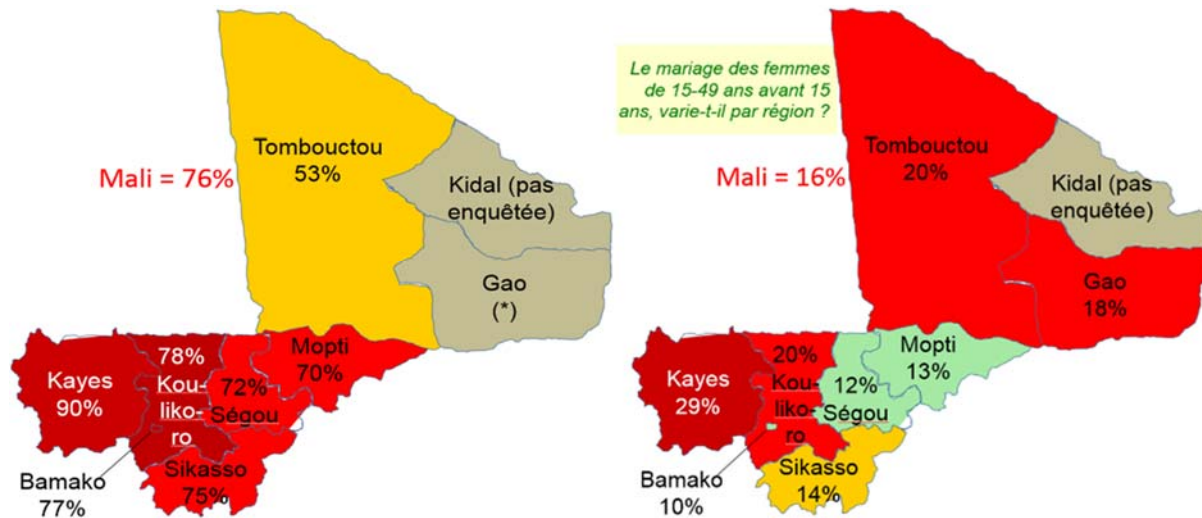 Tombouctou
53%
Mali = 76%
Kidal (pas
enquêtée)
Gao
(*)
Mopti
70%
78%
Kou-
liko-
ro
72%
Ségou
Kayes
90%
Sikasso
75%
Bamako
77%
Le mariage des femmes
de 15-49 ans avant 15
ans, varie-t-il par région ?
Tombouctou
20%
Mali = 16%
Kidal (pas
enquêtée)
Gao
18%
Mopti
13%
20%
Kou-
liko-
ro
12%
Ségou
Kayes
29%
Sikasso
14%
Bamako
10%